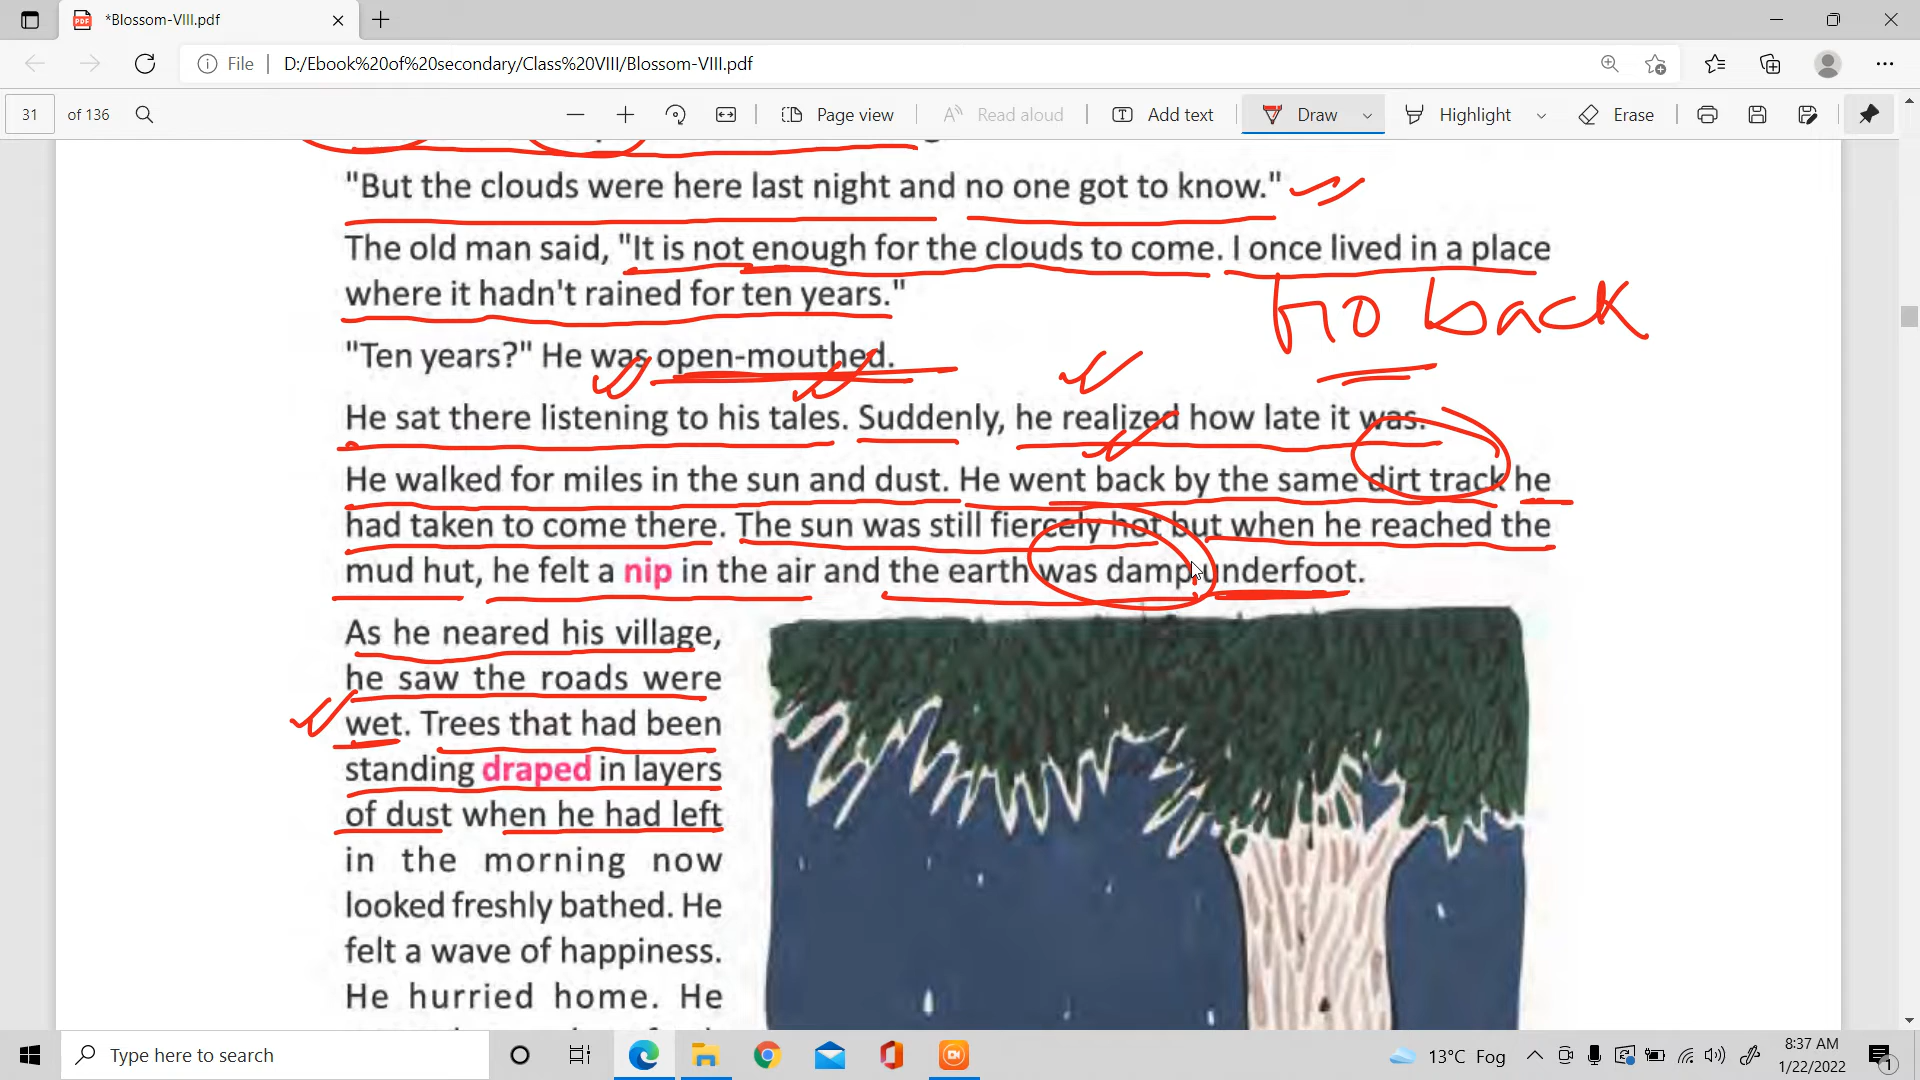 *Blossom-VIII.pdf
File
D:/Ebook%20of%20secondary/Class%20VIII/Blossom-VIII.pdf
31 of 136
Page view
Read aloud
Add text
Draw
Highlight
Erase
"But the clouds were here last night and no one got to know."
The old man said, "It is not enough for the clouds to come. I once lived in a place
where it hadn't rained for ten years."
back
"Ten years?" He was open-mouthed.
He sat there listening to his tales. Suddenly, he realized how late it was.
He walked for miles in the sun and dust. He went back by the same dirt track he
had taken to come there. The sun was still fiercely hot but when he reached the
mud hut, he felt a nip in the air and the earth was damp underfoot.
As he neared his village,
he saw the roads were
wet. Trees that had been
standing draped in layers
of dust when he had left
in the morning now
looked freshly bathed. He
felt a wave of happiness.
He hurried home. He
Type here to search
13°C Fog
8:37 AM
1/22/2022
1